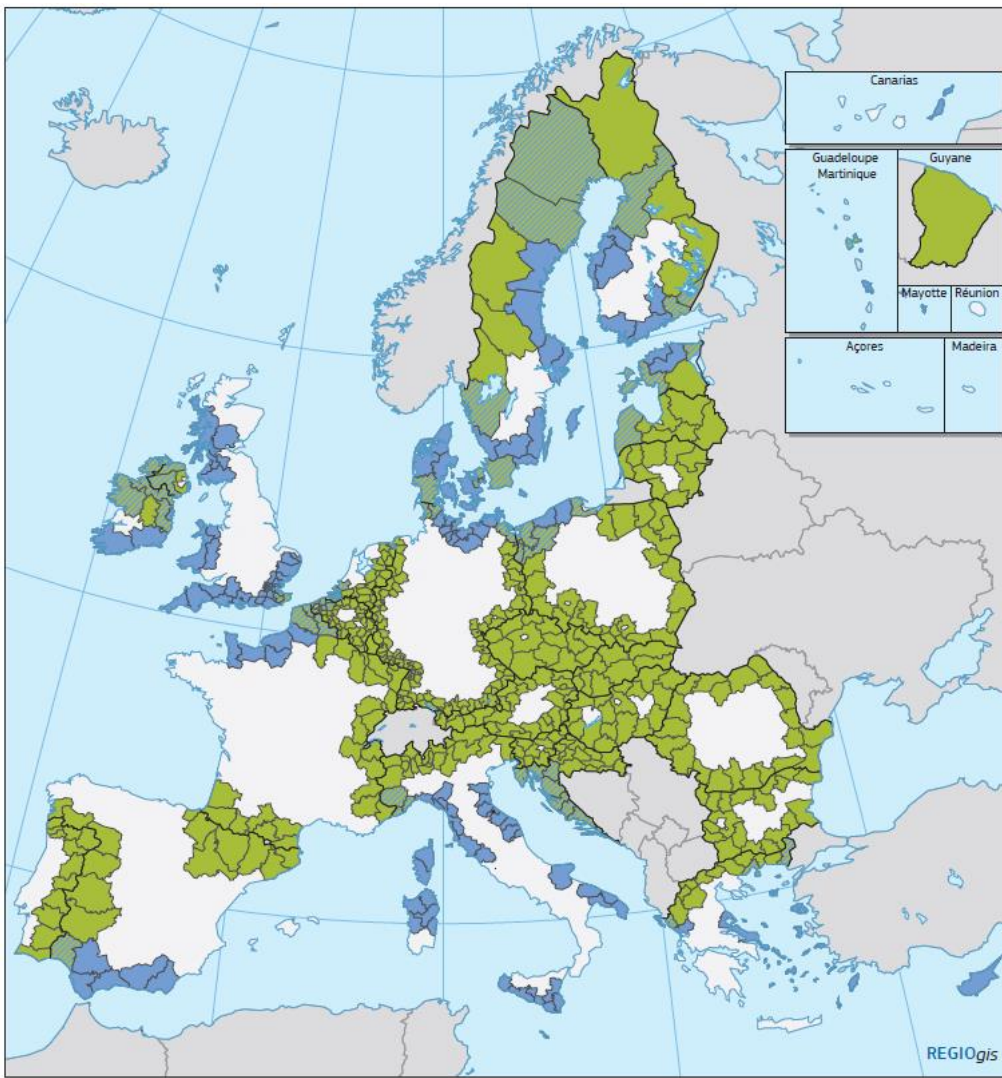 Canarias
Guadeloupe
Martinique
Guyane
Mayotte
Réunion
Açores
Madeira
REGIOgis